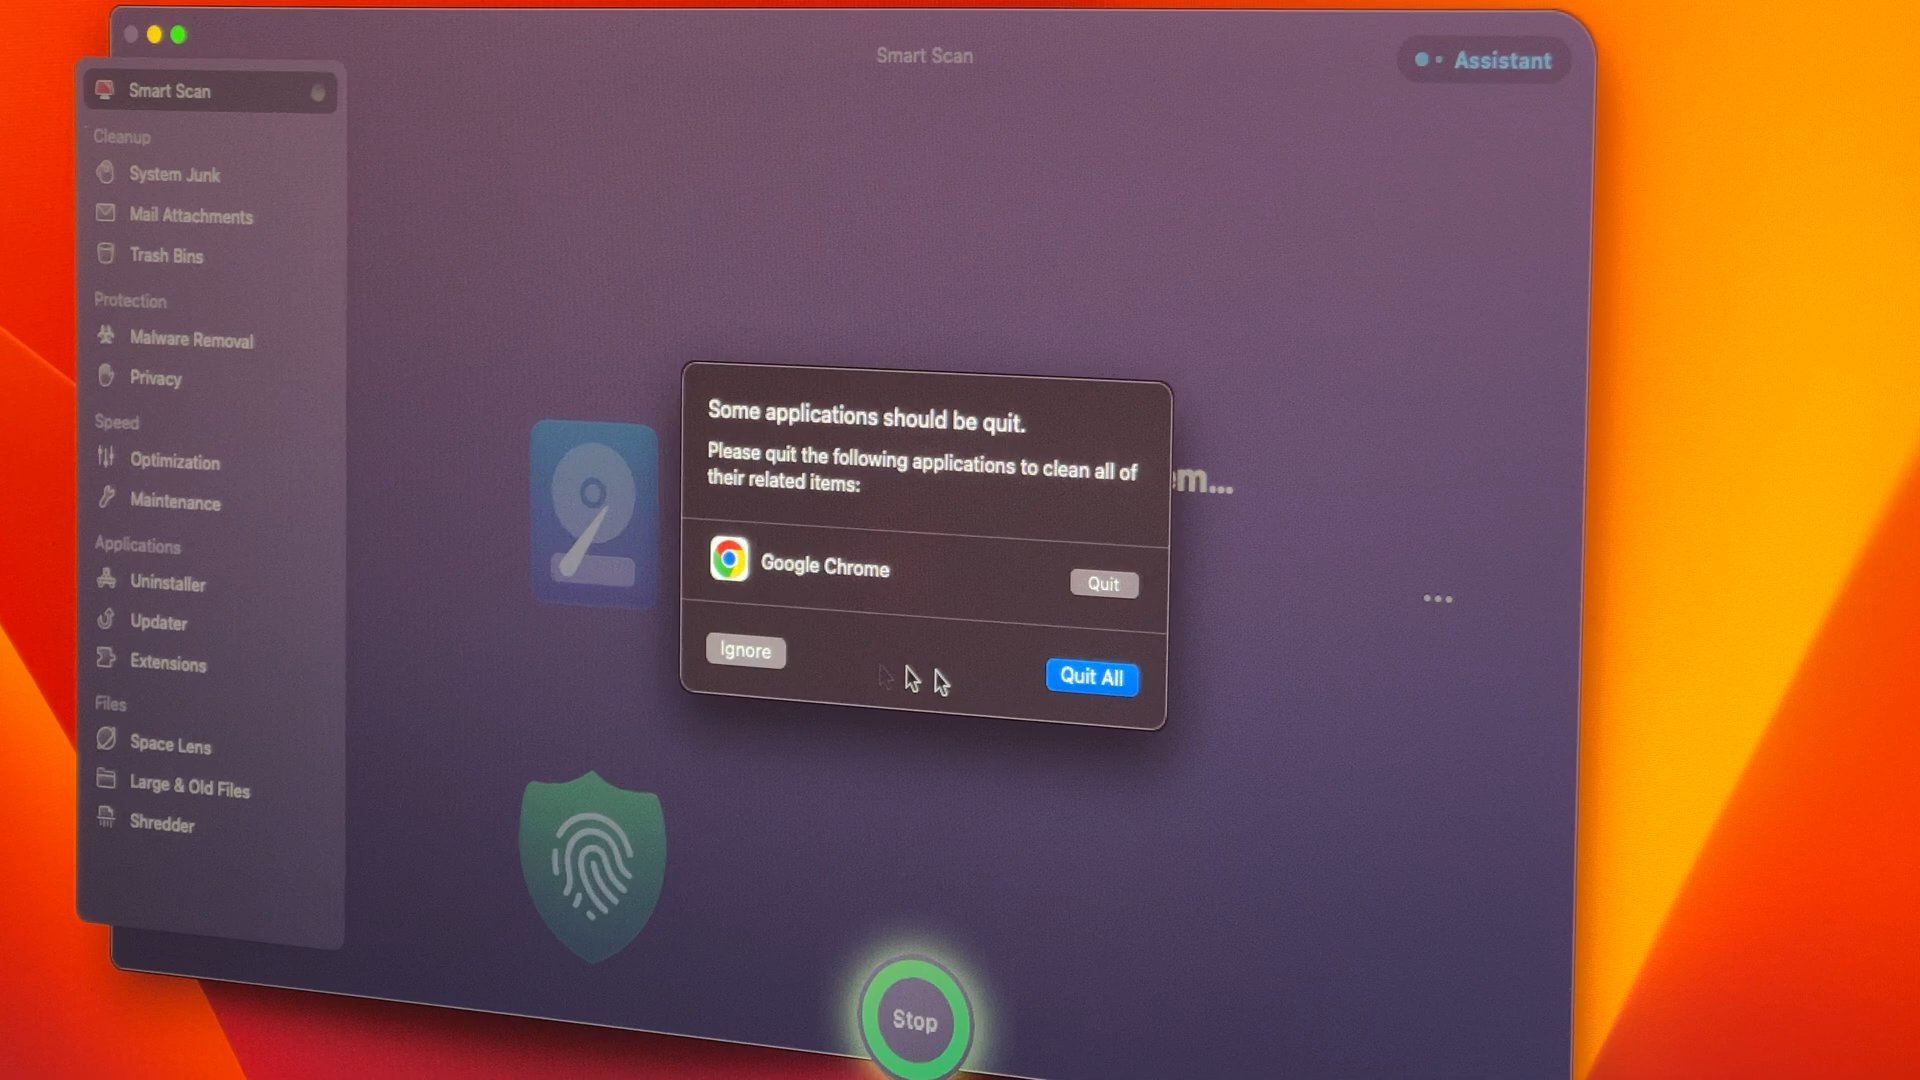 Smart Scan
Assistant
Smart Scan
Cleanup
System Junk
Mail Attachments
Trash Bins
Protection
Malware Removal
Privacy
Speed
Optimization
Maintenance
Applications
Uninstaller
Updater
Extensions
Files
Space Lens
Large & Old Files
Shredder
Some applications should be quit.
Please quit the following applications to clean all of
their related items:
Google Chrome
Quit
Ignore
Quit All
Stop